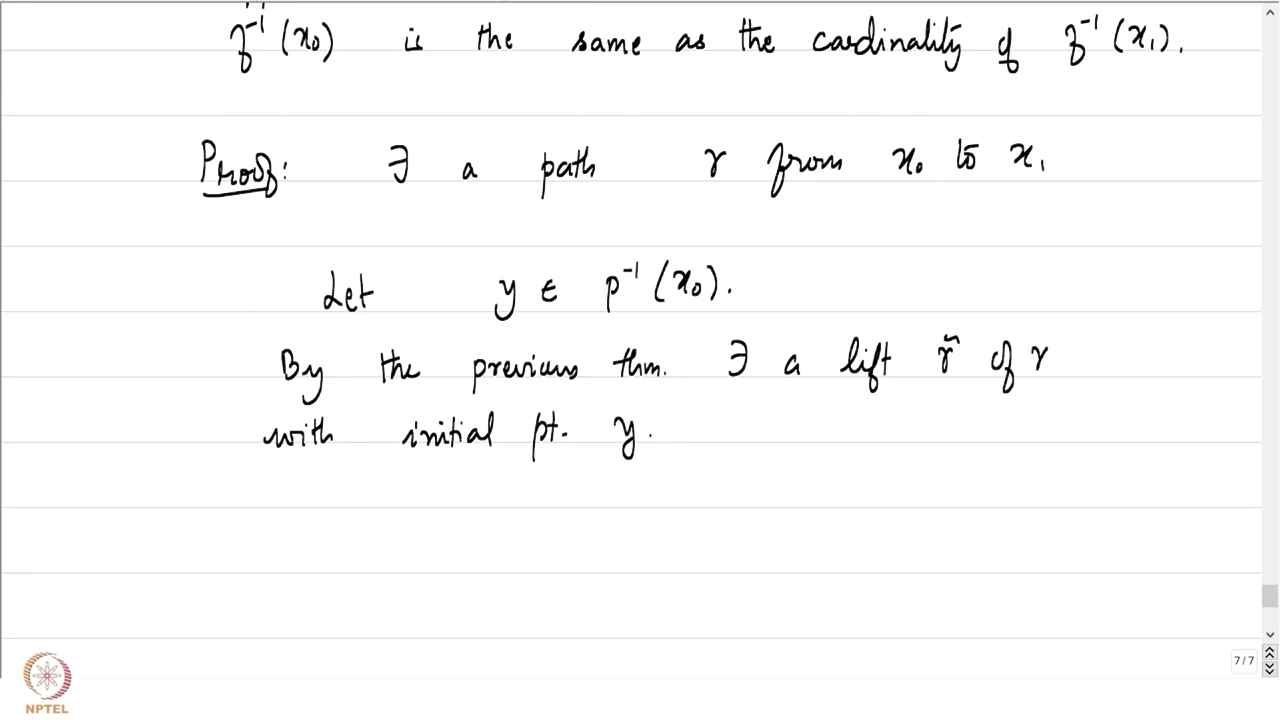 p⁻¹(x₀) is the same as the cardinality of p⁻¹(x₁).
Proof: ∃ a path γ from x₀ to x₁
Let y ∈ p⁻¹(x₀).
By the previous thm. ∃ a lift γ̃ of γ
with initial pt. y.
7/7
NPTEL